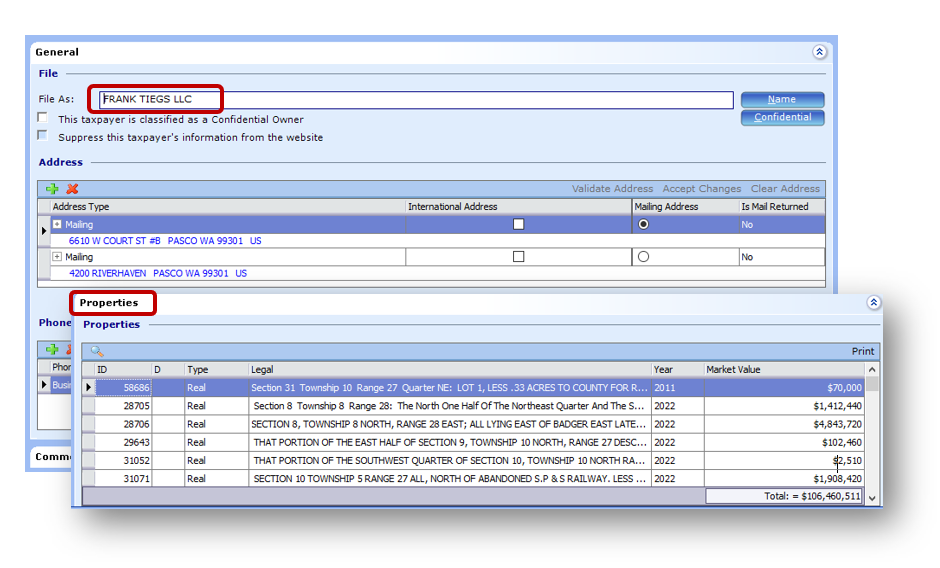 General
File
File As: FRANK TIEGS LLC Name
This taxpayer is classified as a Confidential Owner Confidential
Suppress this taxpayer's information from the website
Address
Validate Address Accept Changes Clear Address
Address Type International Address Mailing Address Is Mail Returned
Mailing No
6610 W COURT ST #B PASCO WA 99301 US
Mailing No
4200 RIVERHAVEN PASCO WA 99301 US
Phone
Phon
Busi
Comme
Properties
Properties
Print
ID D Type Legal Year Market Value
58686 Real Section 31 Township 10 Range 27 Quarter NE: LOT 1, LESS .33 ACRES TO COUNTY FOR R... 2011 $70,000
28705 Real Section 8 Township 8 Range 28: The North One Half Of The Northeast Quarter And The S... 2022 $1,412,440
28706 Real SECTION 8, TOWNSHIP 8 NORTH, RANGE 28 EAST; ALL LYING EAST OF BADGER EAST LATE... 2022 $4,843,720
29643 Real THAT PORTION OF THE EAST HALF OF SECTION 9, TOWNSHIP 10 NORTH, RANGE 27 DESC... 2022 $102,460
31052 Real THAT PORTION OF THE SOUTHWEST QUARTER OF SECTION 10, TOWNSHIP 10 NORTH RA... 2022 $2,510
31071 Real SECTION 10 TOWNSHIP 5 RANGE 27 ALL, NORTH OF ABANDONED S.P & S RAILWAY. LESS ... 2022 $1,908,420
Total: = $106,460,511